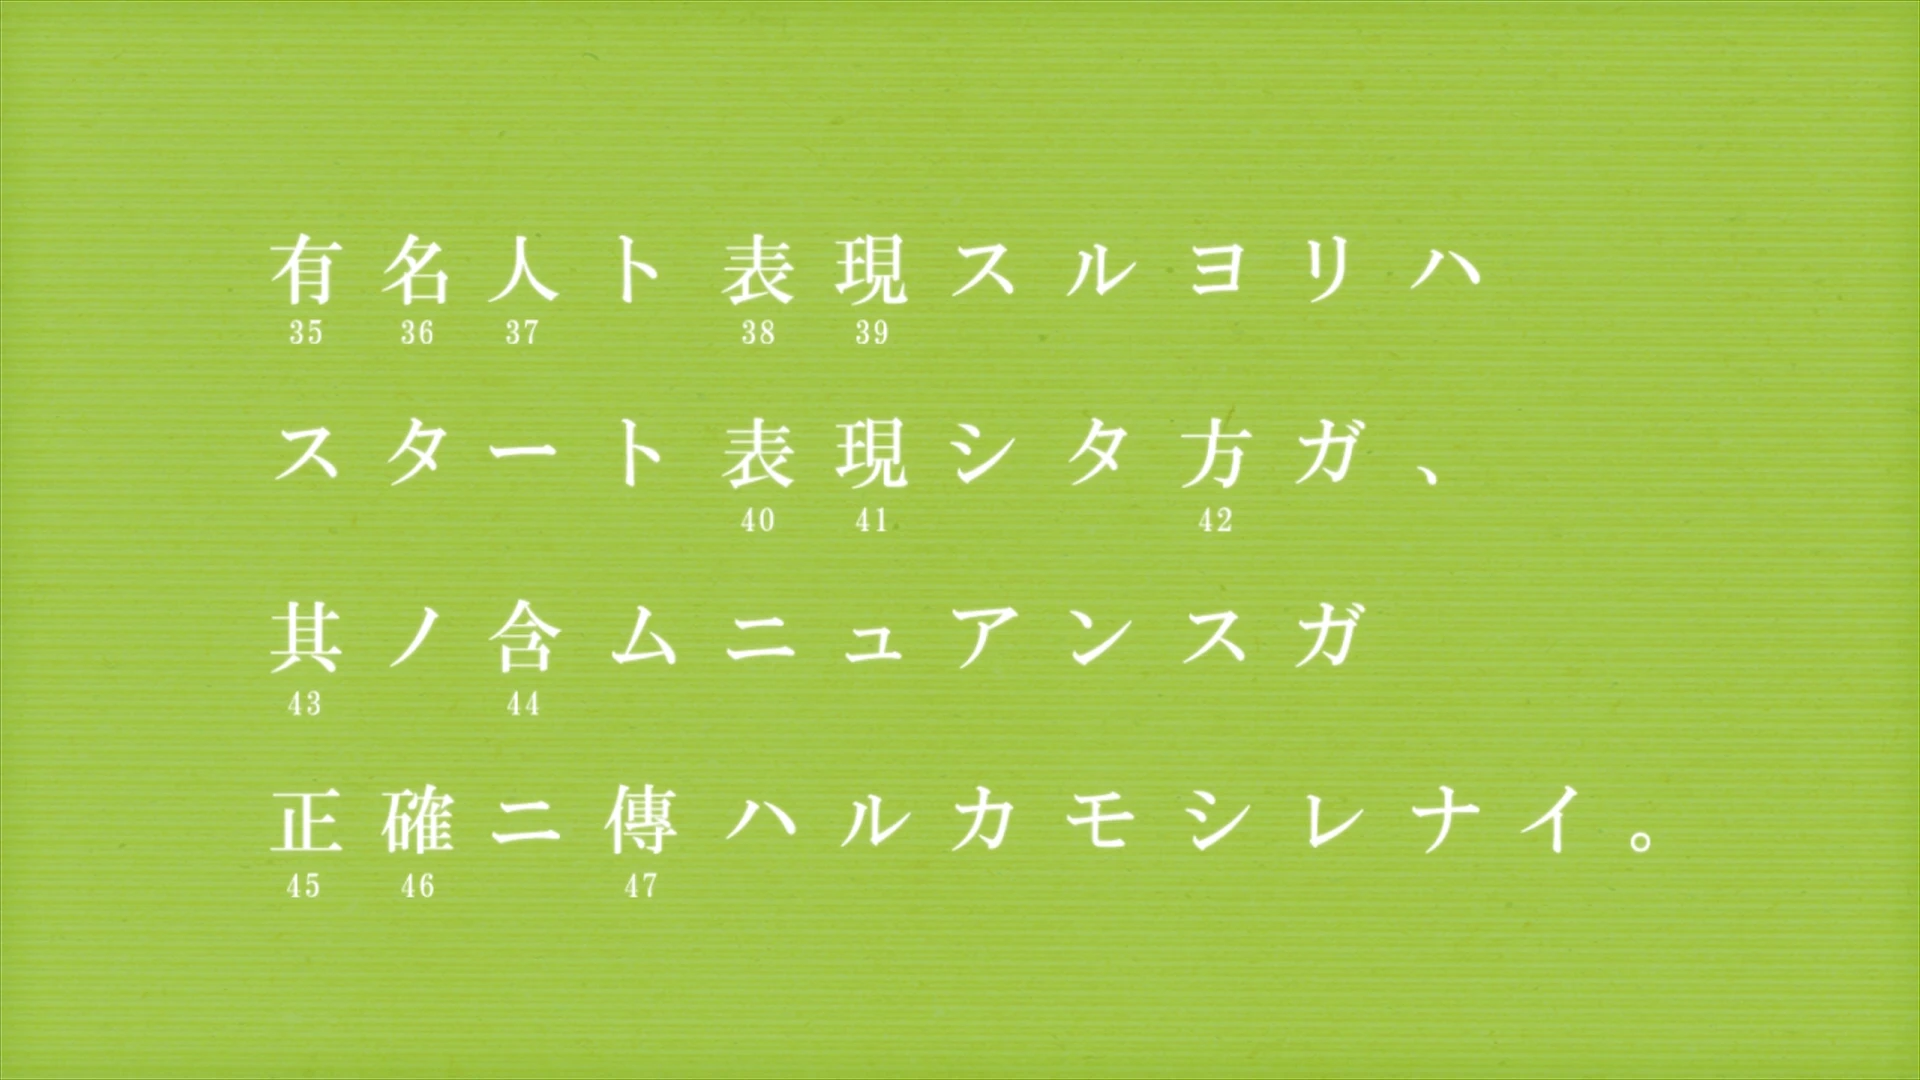 有名人ト表現スルヨリハ
35 36 37 38 39
スタート表現シタ方ガ、
40 41 42
其ノ含ムニュアンスガ
43 44
正確ニ傳ハルカモシレナイ。
45 46 47